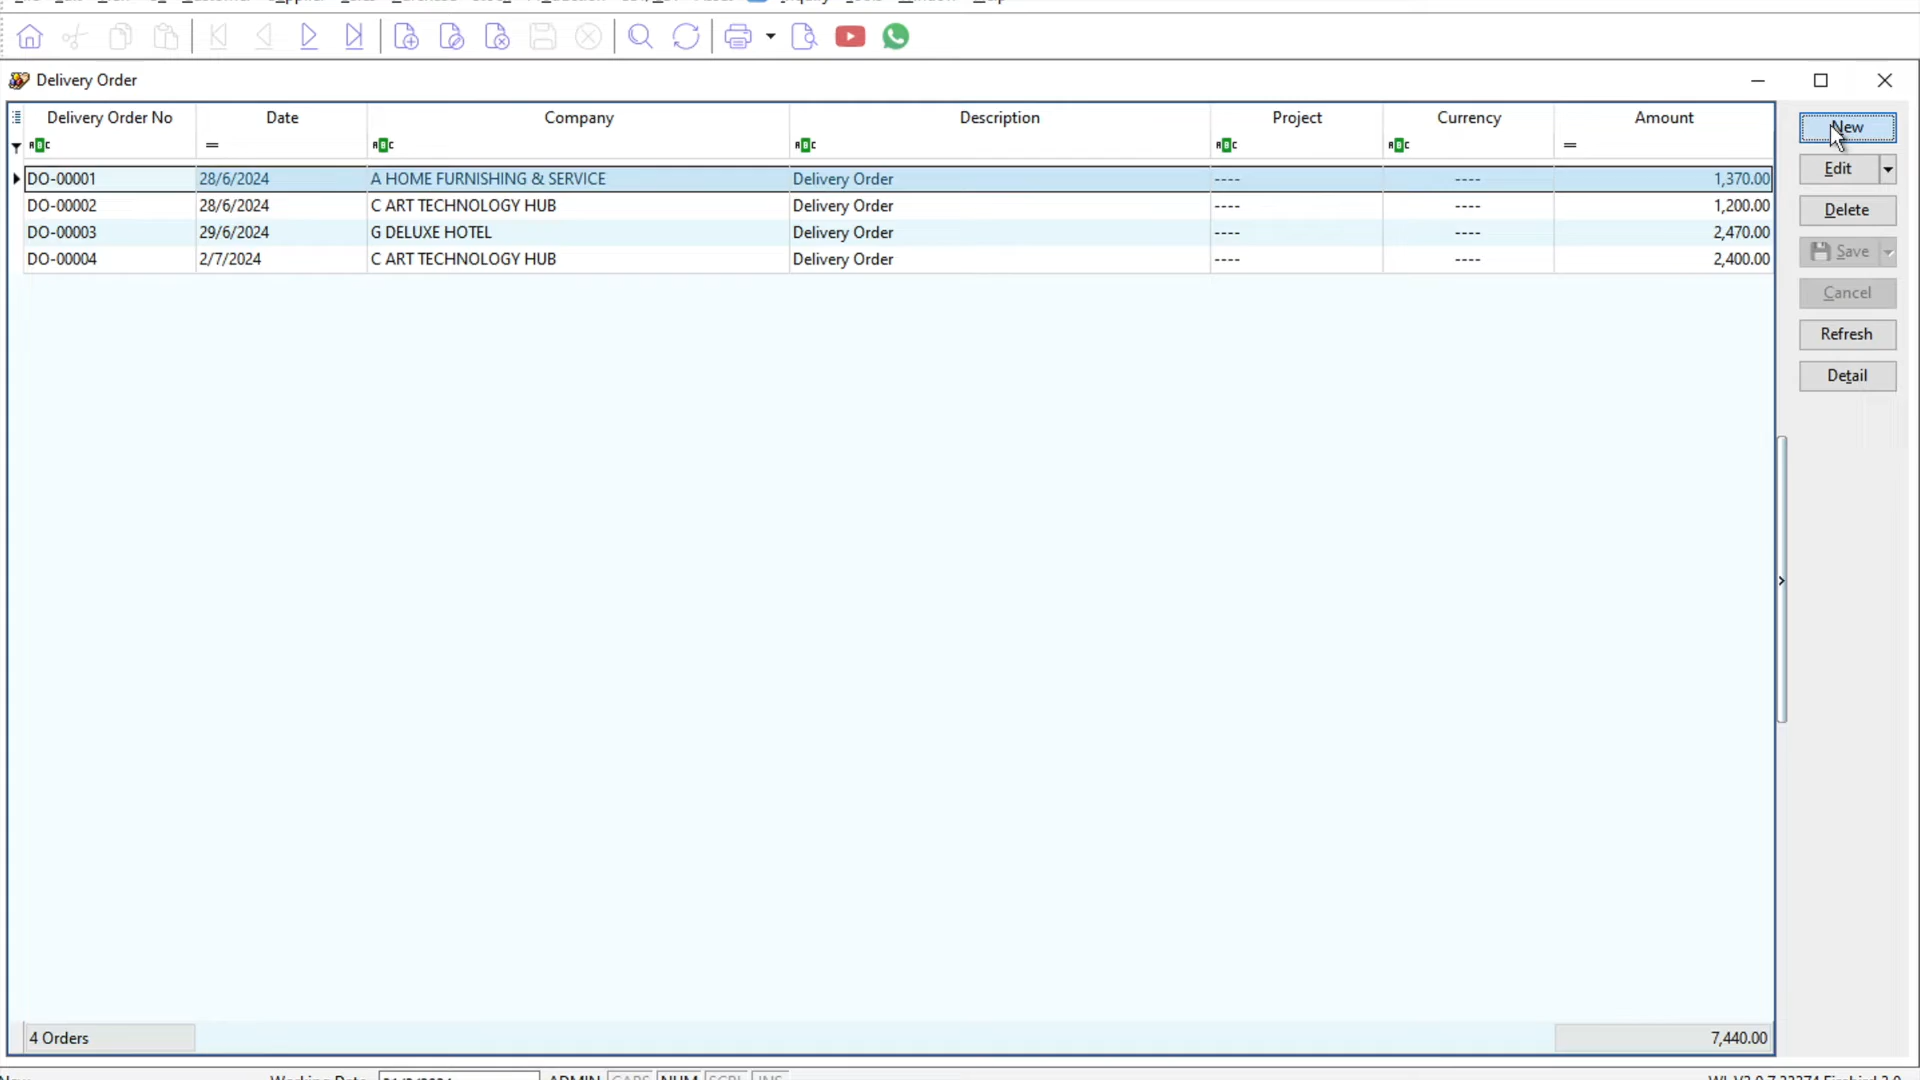 Delivery Order
Delivery Order No Date Company Description Project Currency Amount
DO-00001 28/6/2024 A HOME FURNISHING & SERVICE Delivery Order ---- ---- 1,370.00
DO-00002 28/6/2024 C ART TECHNOLOGY HUB Delivery Order ---- ---- 1,200.00
DO-00003 29/6/2024 G DELUXE HOTEL Delivery Order ---- ---- 2,470.00
DO-00004 2/7/2024 C ART TECHNOLOGY HUB Delivery Order ---- ---- 2,400.00
New
Edit
Delete
Save
Cancel
Refresh
Detail
4 Orders 7,440.00